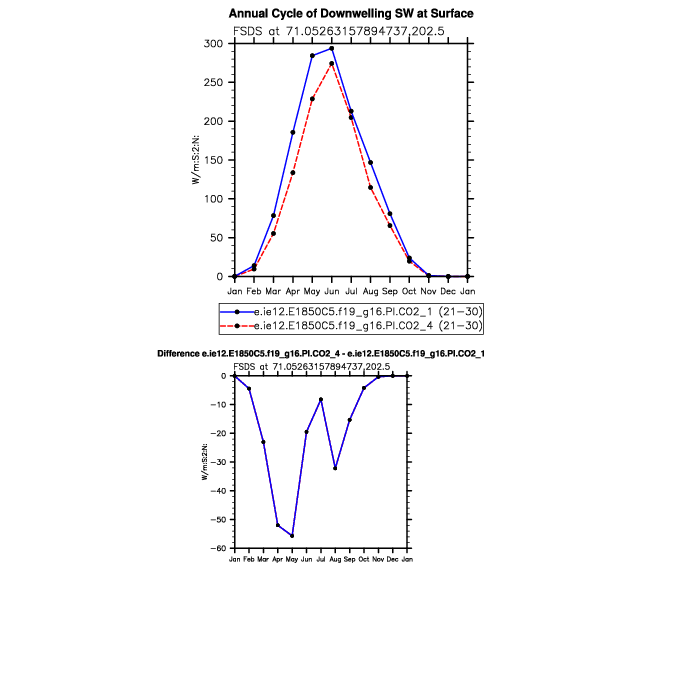 Annual Cycle of Downwelling SW at Surface
FSDS at 71.05263157894737,202.5
300
250
200
150
100
50
0
W/m:S:2:N:
Jan Feb Mar Apr May Jun Jul Aug Sep Oct Nov Dec Jan
e.ie12.E1850C5.f19_g16.PI.CO2_1 (21-30)
e.ie12.E1850C5.f19_g16.PI.CO2_4 (21-30)
Difference e.ie12.E1850C5.f19_g16.PI.CO2_4 - e.ie12.E1850C5.f19_g16.PI.CO2_1
FSDS at 71.05263157894737,202.5
0
-10
-20
-30
-40
-50
-60
W/m:S:2:N:
Jan Feb Mar Apr May Jun Jul Aug Sep Oct Nov Dec Jan